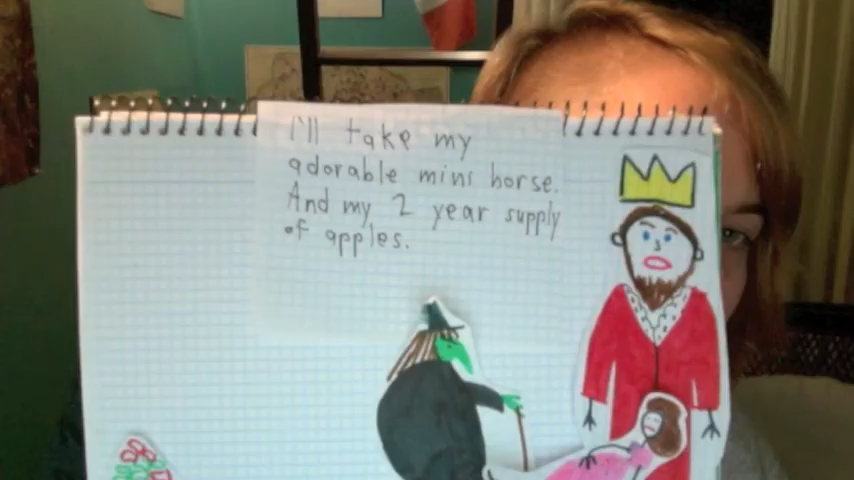 I'll take my
adorable mini horse.
And my 2 year supply
of apples.